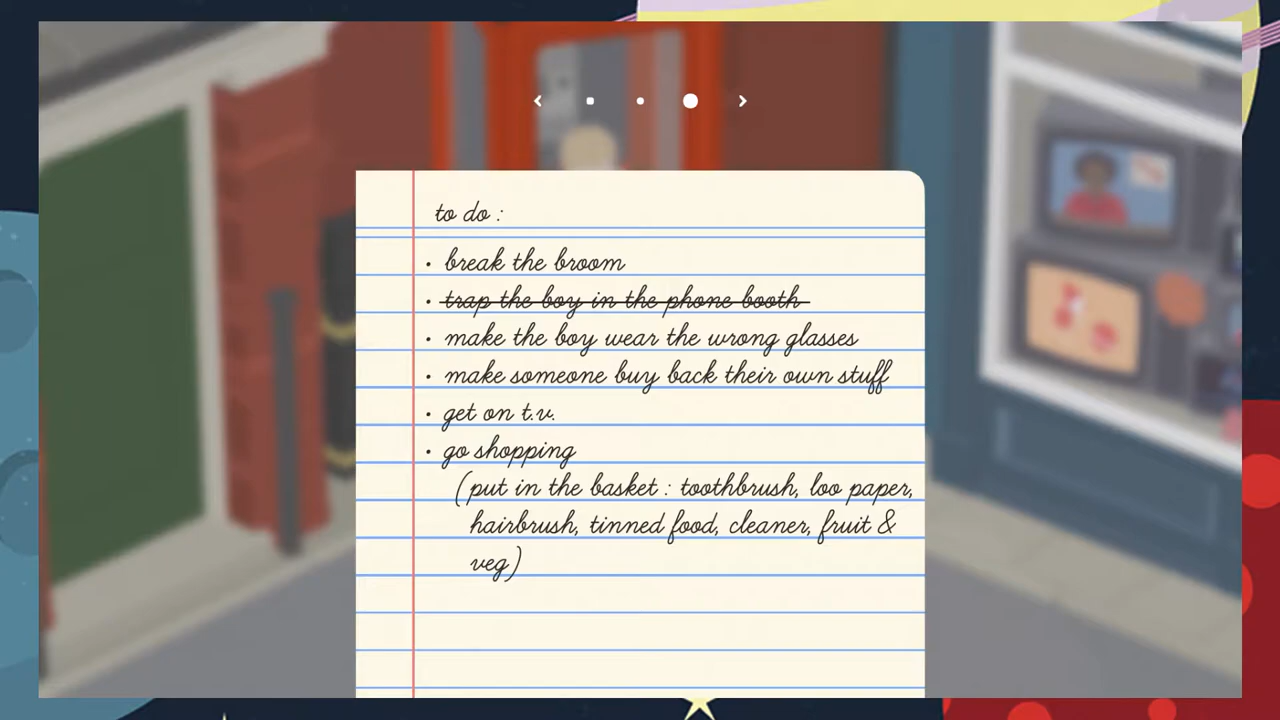 to do :
• break the broom
• trap the boy in the phone booth
• make the boy wear the wrong glasses
• make someone buy back their own stuff
• get on t.v.
• go shopping
(put in the basket : toothbrush, loo paper,
hairbrush, tinned food, cleaner, fruit &
veg)